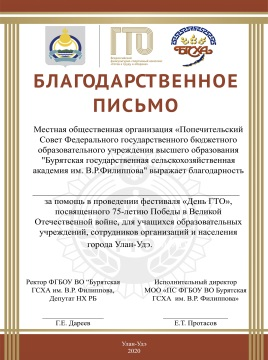 ГТО
БГСХА
БЛАГОДАРСТВЕННОЕ
ПИСЬМО
Местная общественная организация «Попечительский
Совет Федерального государственного бюджетного
образовательного учреждения высшего образования
"Бурятская государственная сельскохозяйственная
академия им. В.Р.Филиппова" выражает благодарность
за помощь в проведении фестиваля «День ГТО»,
посвященного 75-летию Победы в Великой
Отечественной войне, для учащихся образовательных
учреждений, сотрудников организаций и населения
города Улан-Удэ.
Ректор ФГБОУ ВО "Бурятская
ГСХА им. В.Р. Филиппова,
Депутат НХ РБ
Г.Е. Дареев
Исполнительный директор
МОО «ПС ФГБОУ ВО Бурятская
ГСХА им. В.Р. Филиппова»
Е.Т. Протасов
Улан-Удэ
2020